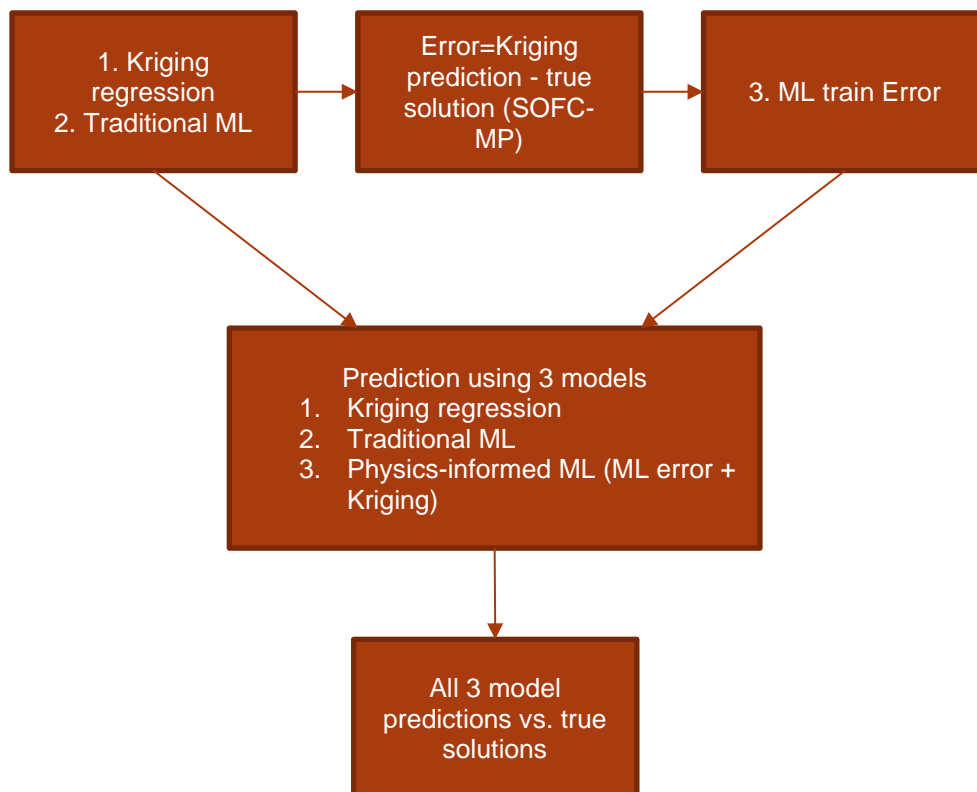 1. Kriging
regression
2. Traditional ML
Error=Kriging
prediction - true
solution (SOFC-
MP)
3. ML train Error
Prediction using 3 models
1. Kriging regression
2. Traditional ML
3. Physics-informed ML (ML error +
Kriging)
All 3 model
predictions vs. true
solutions